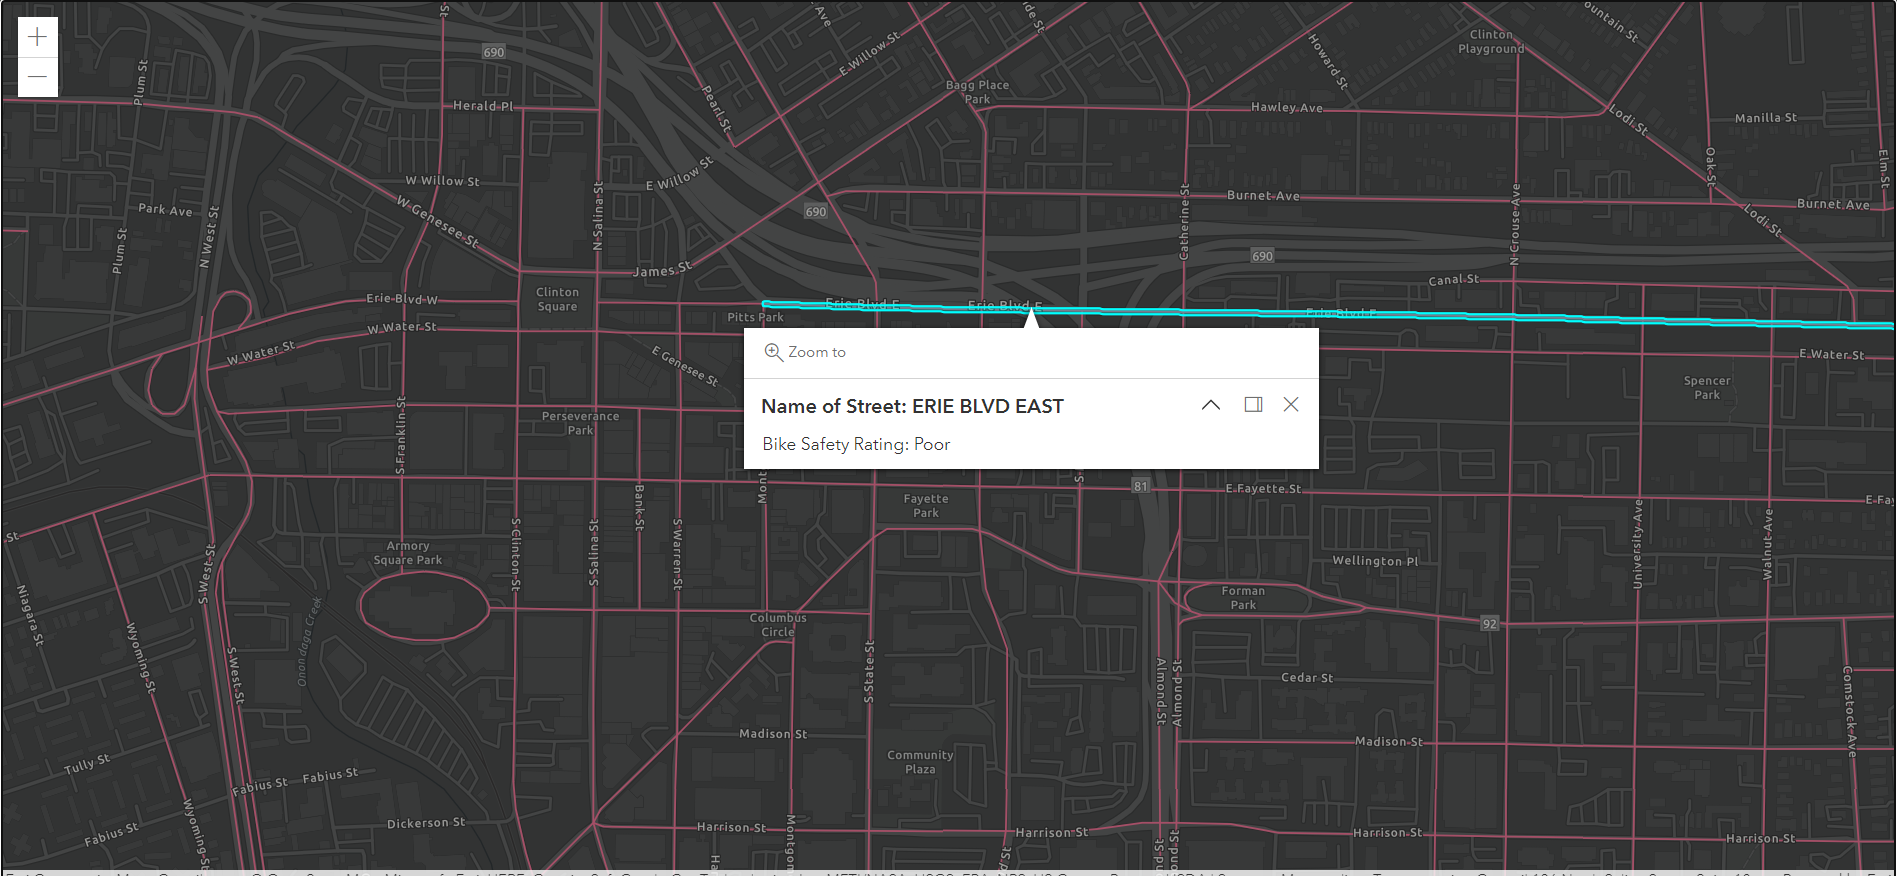 690
Plum St
Pearl St
E Willow St
Bagg Place
Park
Howard St
Clinton
Playground
Herald Pl
Hawley Ave
Lodi St
Manilla St
W Willow St
E Willow St
Oak St
Elm St
Park Ave
W Genesee St
N Salina St
690
Burnet Ave
Burnet Ave
Lodi St
N West St
Plum St
Catherine St
N Crouse Ave
James St
690
Canal St
Erie Blvd W
Clinton
Square
Erie Blvd E
Erie Blvd E
Erie Blvd E
Pitts Park
W Water St
W Water St
E Genesee St
Zoom to
E Water St
Name of Street: ERIE BLVD EAST
Bike Safety Rating: Poor
Spencer
Park
S Franklin St
Perseverance
Park
81
E Fayette St
Fayette
Park
Bank St
S Clinton St
S Salina St
S Warren St
Armory
Square Park
S West St
University Ave
Walnut Ave
Wellington Pl
Niagara St
Onondaga Creek
Columbus
Circle
Forman
Park
92
Wyoming St
S West St
S State St
Almond St
Almond St
Cedar St
Comstock Ave
Madison St
Madison St
Community
Plaza
Tully St
Fabius St
Fabius St
Fabius St
Wyoming St
Dickerson St
Harrison St
Harrison St
Harrison St
Harrison St